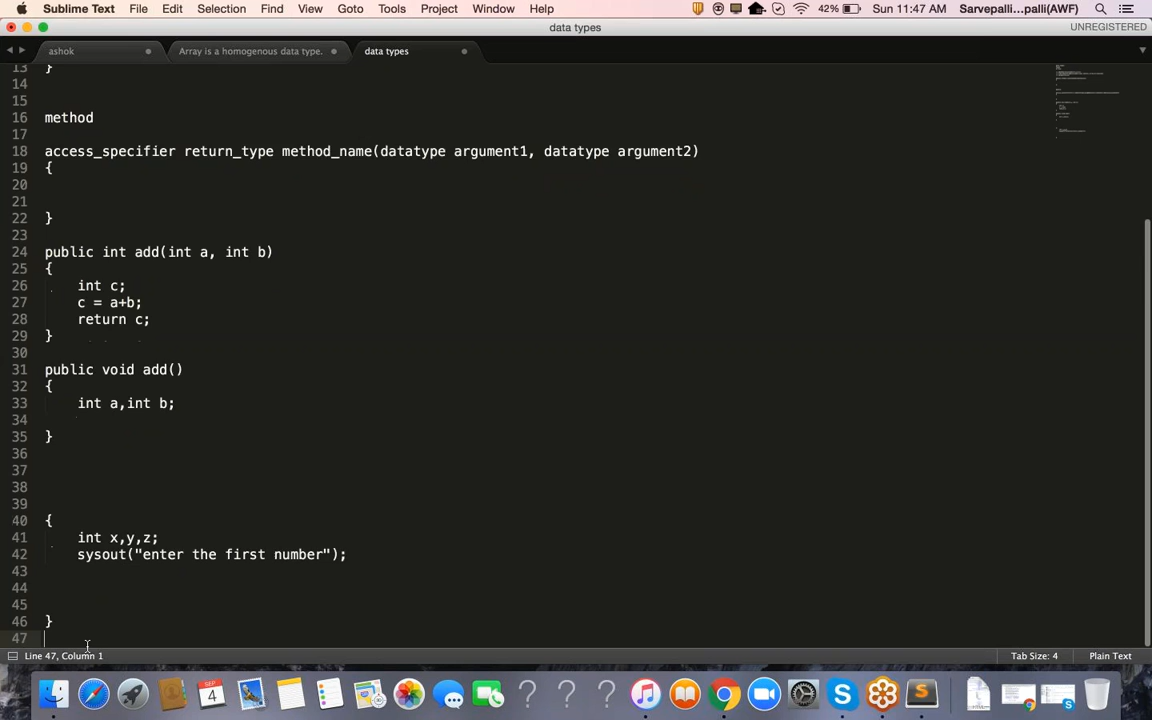 Sublime Text File Edit Selection Find View Goto Tools Project Window Help 42% Sun 11:47 AM Sarvepalli...palli(AWF)
data types UNREGISTERED
ashok Array is a homogenous data type. data types
13 }
14
15
16 method
17
18 access_specifier return_type method_name(datatype argument1, datatype argument2)
19 {
20
21
22 }
23
24 public int add(int a, int b)
25 {
26 int c;
27 c = a+b;
28 return c;
29 }
30
31 public void add()
32 {
33 int a,int b;
34
35 }
36
37
38
39
40 {
41 int x,y,z;
42 sysout("enter the first number");
43
44
45
46 }
47
Line 47, Column 1 Tab Size: 4 Plain Text
SEP
4